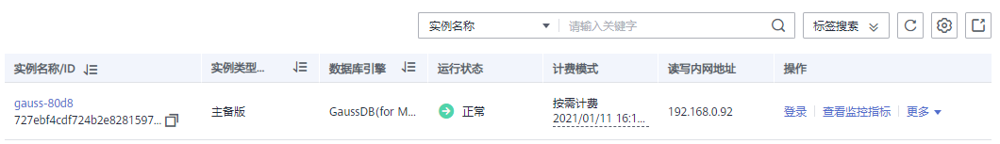 实例名称 请输入关键字 标签搜索
实例名称/ID 实例类型... 数据库引擎 运行状态 计费模式 读写内网地址 操作
gauss-80d8
727ebf4cdf724b2e8281597...
主备版 GaussDB(for M... 正常
按需计费
2021/01/11 16:1...
192.168.0.92 登录 查看监控指标 更多